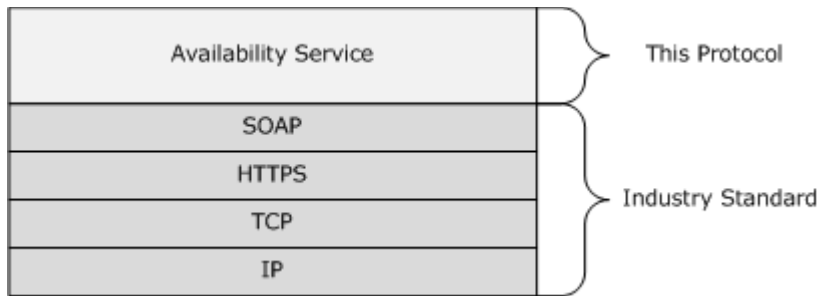 Availability Service
This Protocol
SOAP
HTTPS
TCP
IP
Industry Standard